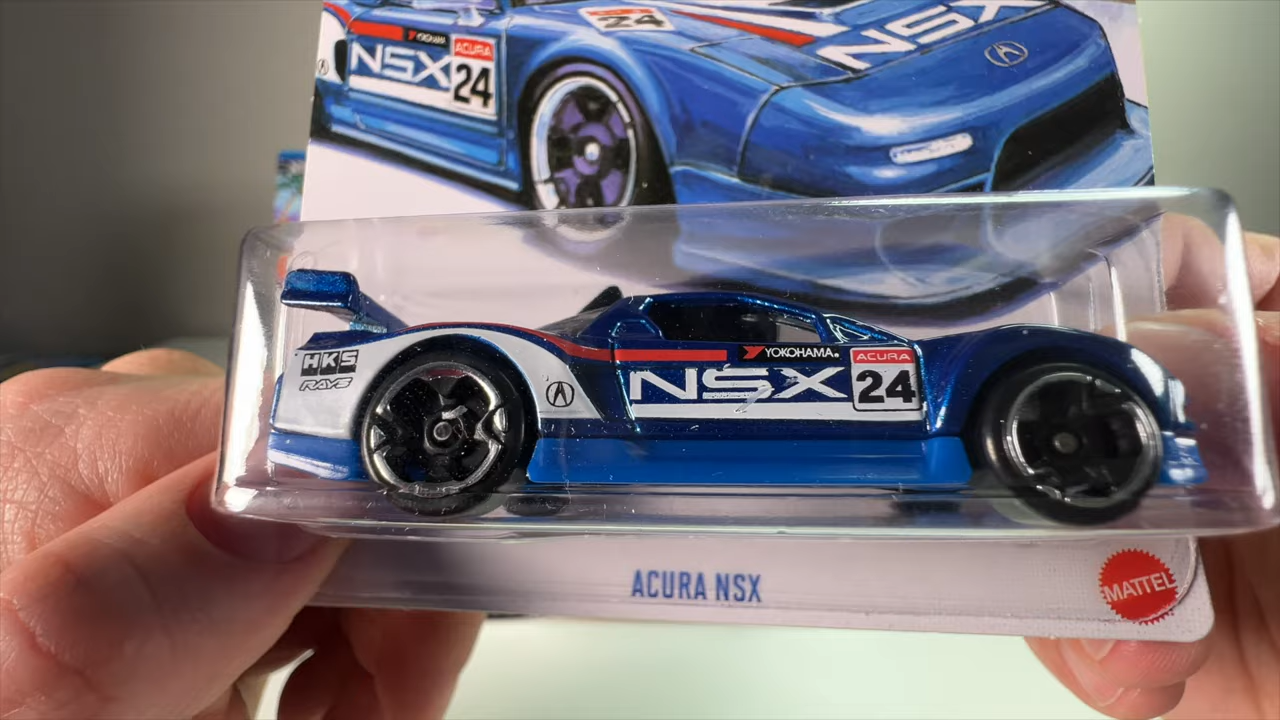 24
NSX
YOKOHAMA
ACURA
NSX
24
HKS
RAYS
YOKOHAMA.
ACURA
NSX
24
ACURA NSX
MATTEL